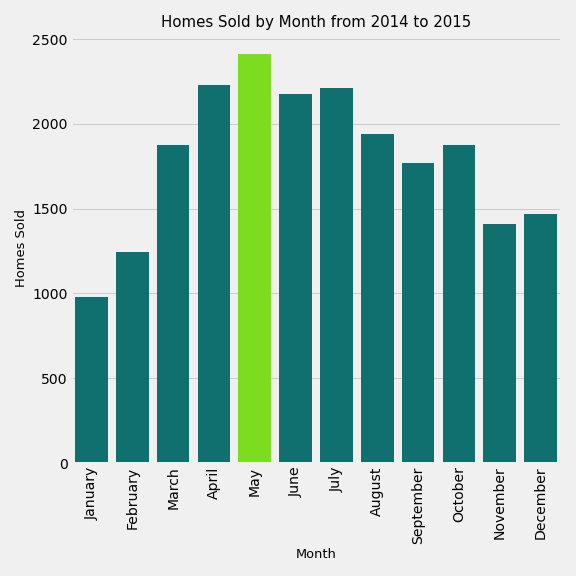 Homes Sold by Month from 2014 to 2015
2500
2000
1500
1000
500
0
Homes Sold
January
February
March
April
May
June
July
August
September
October
November
December
Month